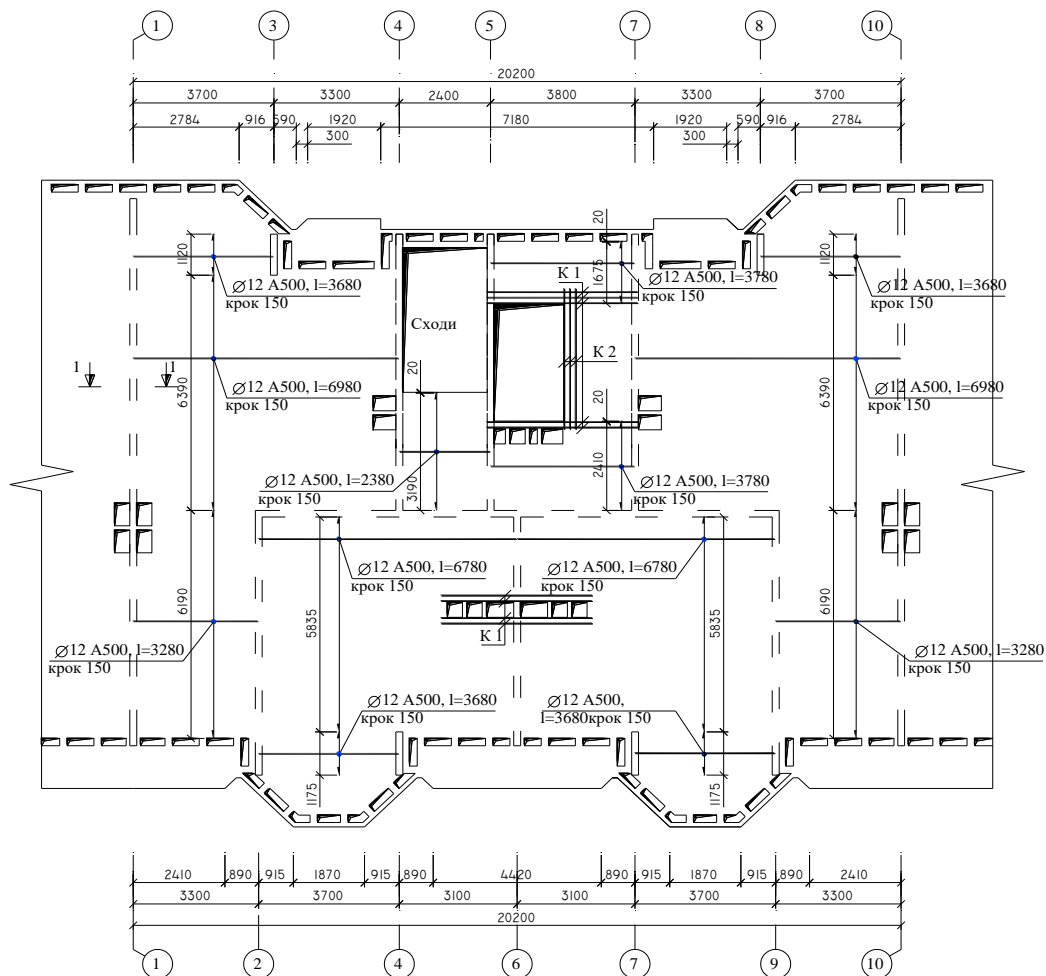 1 3 4 5 7 8 10
20200
3700 3300 2400 3800 3300 3700
2784 916 590 1920 7180 1920 590 916 2784
300 300
20
1120
1675
1120
К 1
∅12 А500, l=3680
крок 150
∅12 А500, l=3780
крок 150
∅12 А500, l=3680
крок 150
Сходи
К 2
1 1
20
20
6390
6390
∅12 А500, l=6980
крок 150
∅12 А500, l=6980
крок 150
2410
3190
∅12 А500, l=2380
крок 150
∅12 А500, l=3780
крок 150
∅12 А500, l=6780
крок 150
∅12 А500, l=6780
крок 150
6190
5835
5835
6190
К 1
∅12 А500, l=3280
крок 150
∅12 А500, l=3280
крок 150
∅12 А500, l=3680
крок 150
∅12 А500,
l=3680крок 150
1175
1175
2410 890 915 1870 915 890 4420 890 915 1870 915 890 2410
3300 3700 3100 3100 3700 3300
20200
1 2 4 6 7 9 10